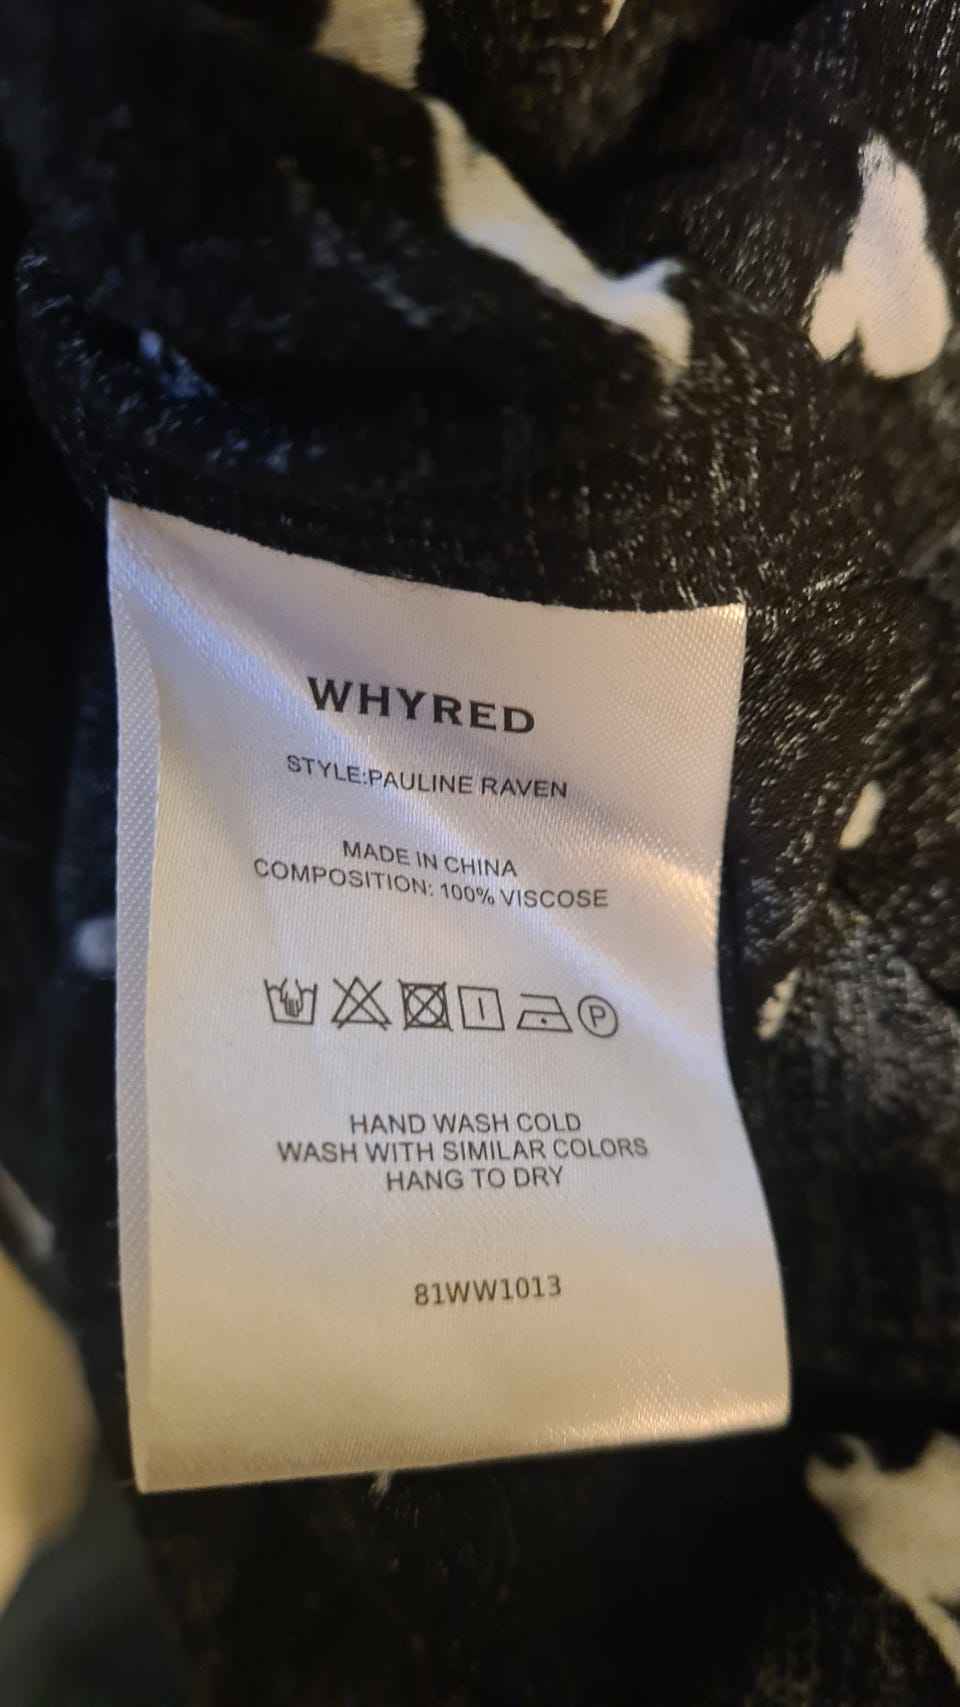 WHYRED
STYLE:PAULINE RAVEN
MADE IN CHINA
COMPOSITION: 100% VISCOSE
P
HAND WASH COLD
WASH WITH SIMILAR COLORS
HANG TO DRY
81WW1013